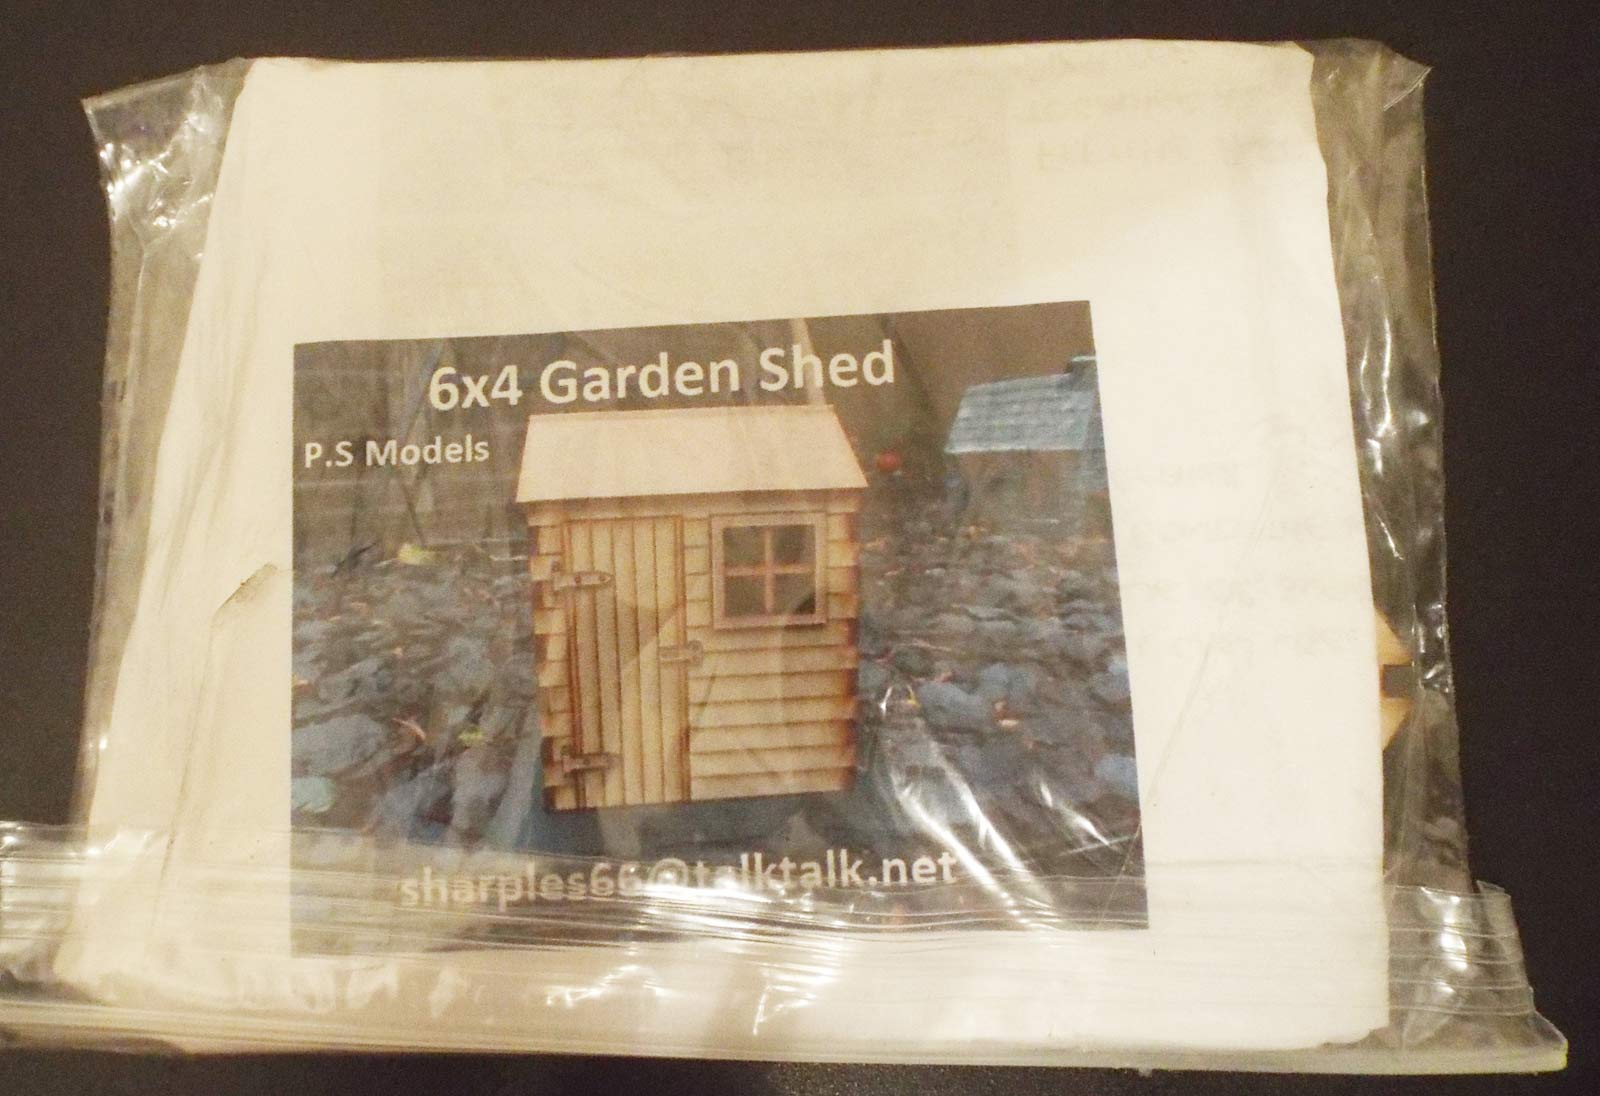 6x4 Garden Shed
P.S Models
sharples66@talktalk.net